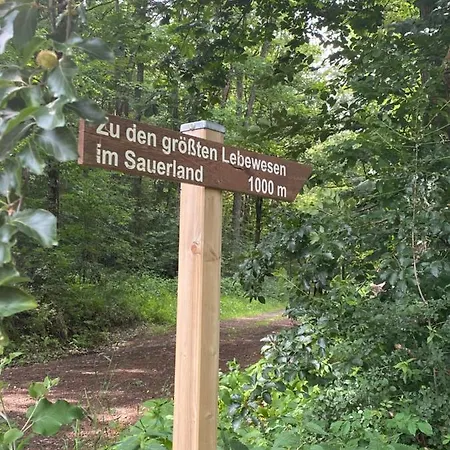 Zu den größten Lebewesen
im Sauerland 1000 m